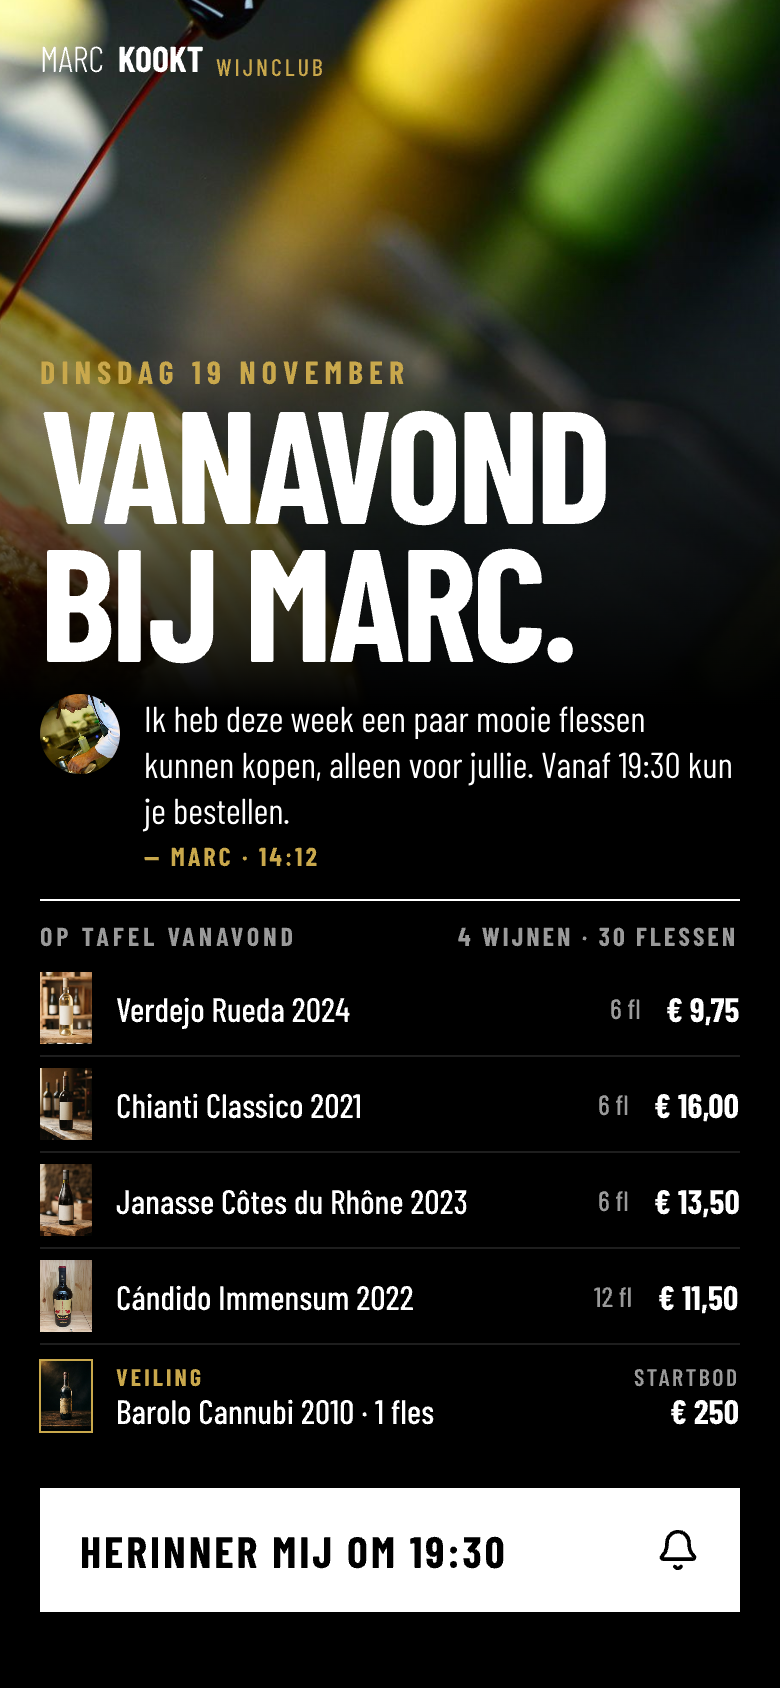 MARC KOOKT WIJNCLUB
DINSDAG 19 NOVEMBER
VANAVOND
BIJ MARC.
Ik heb deze week een paar mooie flessen
kunnen kopen, alleen voor jullie. Vanaf 19:30 kun
je bestellen.
– MARC · 14:12
OP TAFEL VANAVOND 4 WIJNEN · 30 FLESSEN
Verdejo Rueda 2024 6 fl € 9,75
Chianti Classico 2021 6 fl € 16,00
Janasse Côtes du Rhône 2023 6 fl € 13,50
Cándido Immensum 2022 12 fl € 11,50
VEILING STARTBOD
Barolo Cannubi 2010 · 1 fles € 250
HERINNER MIJ OM 19:30